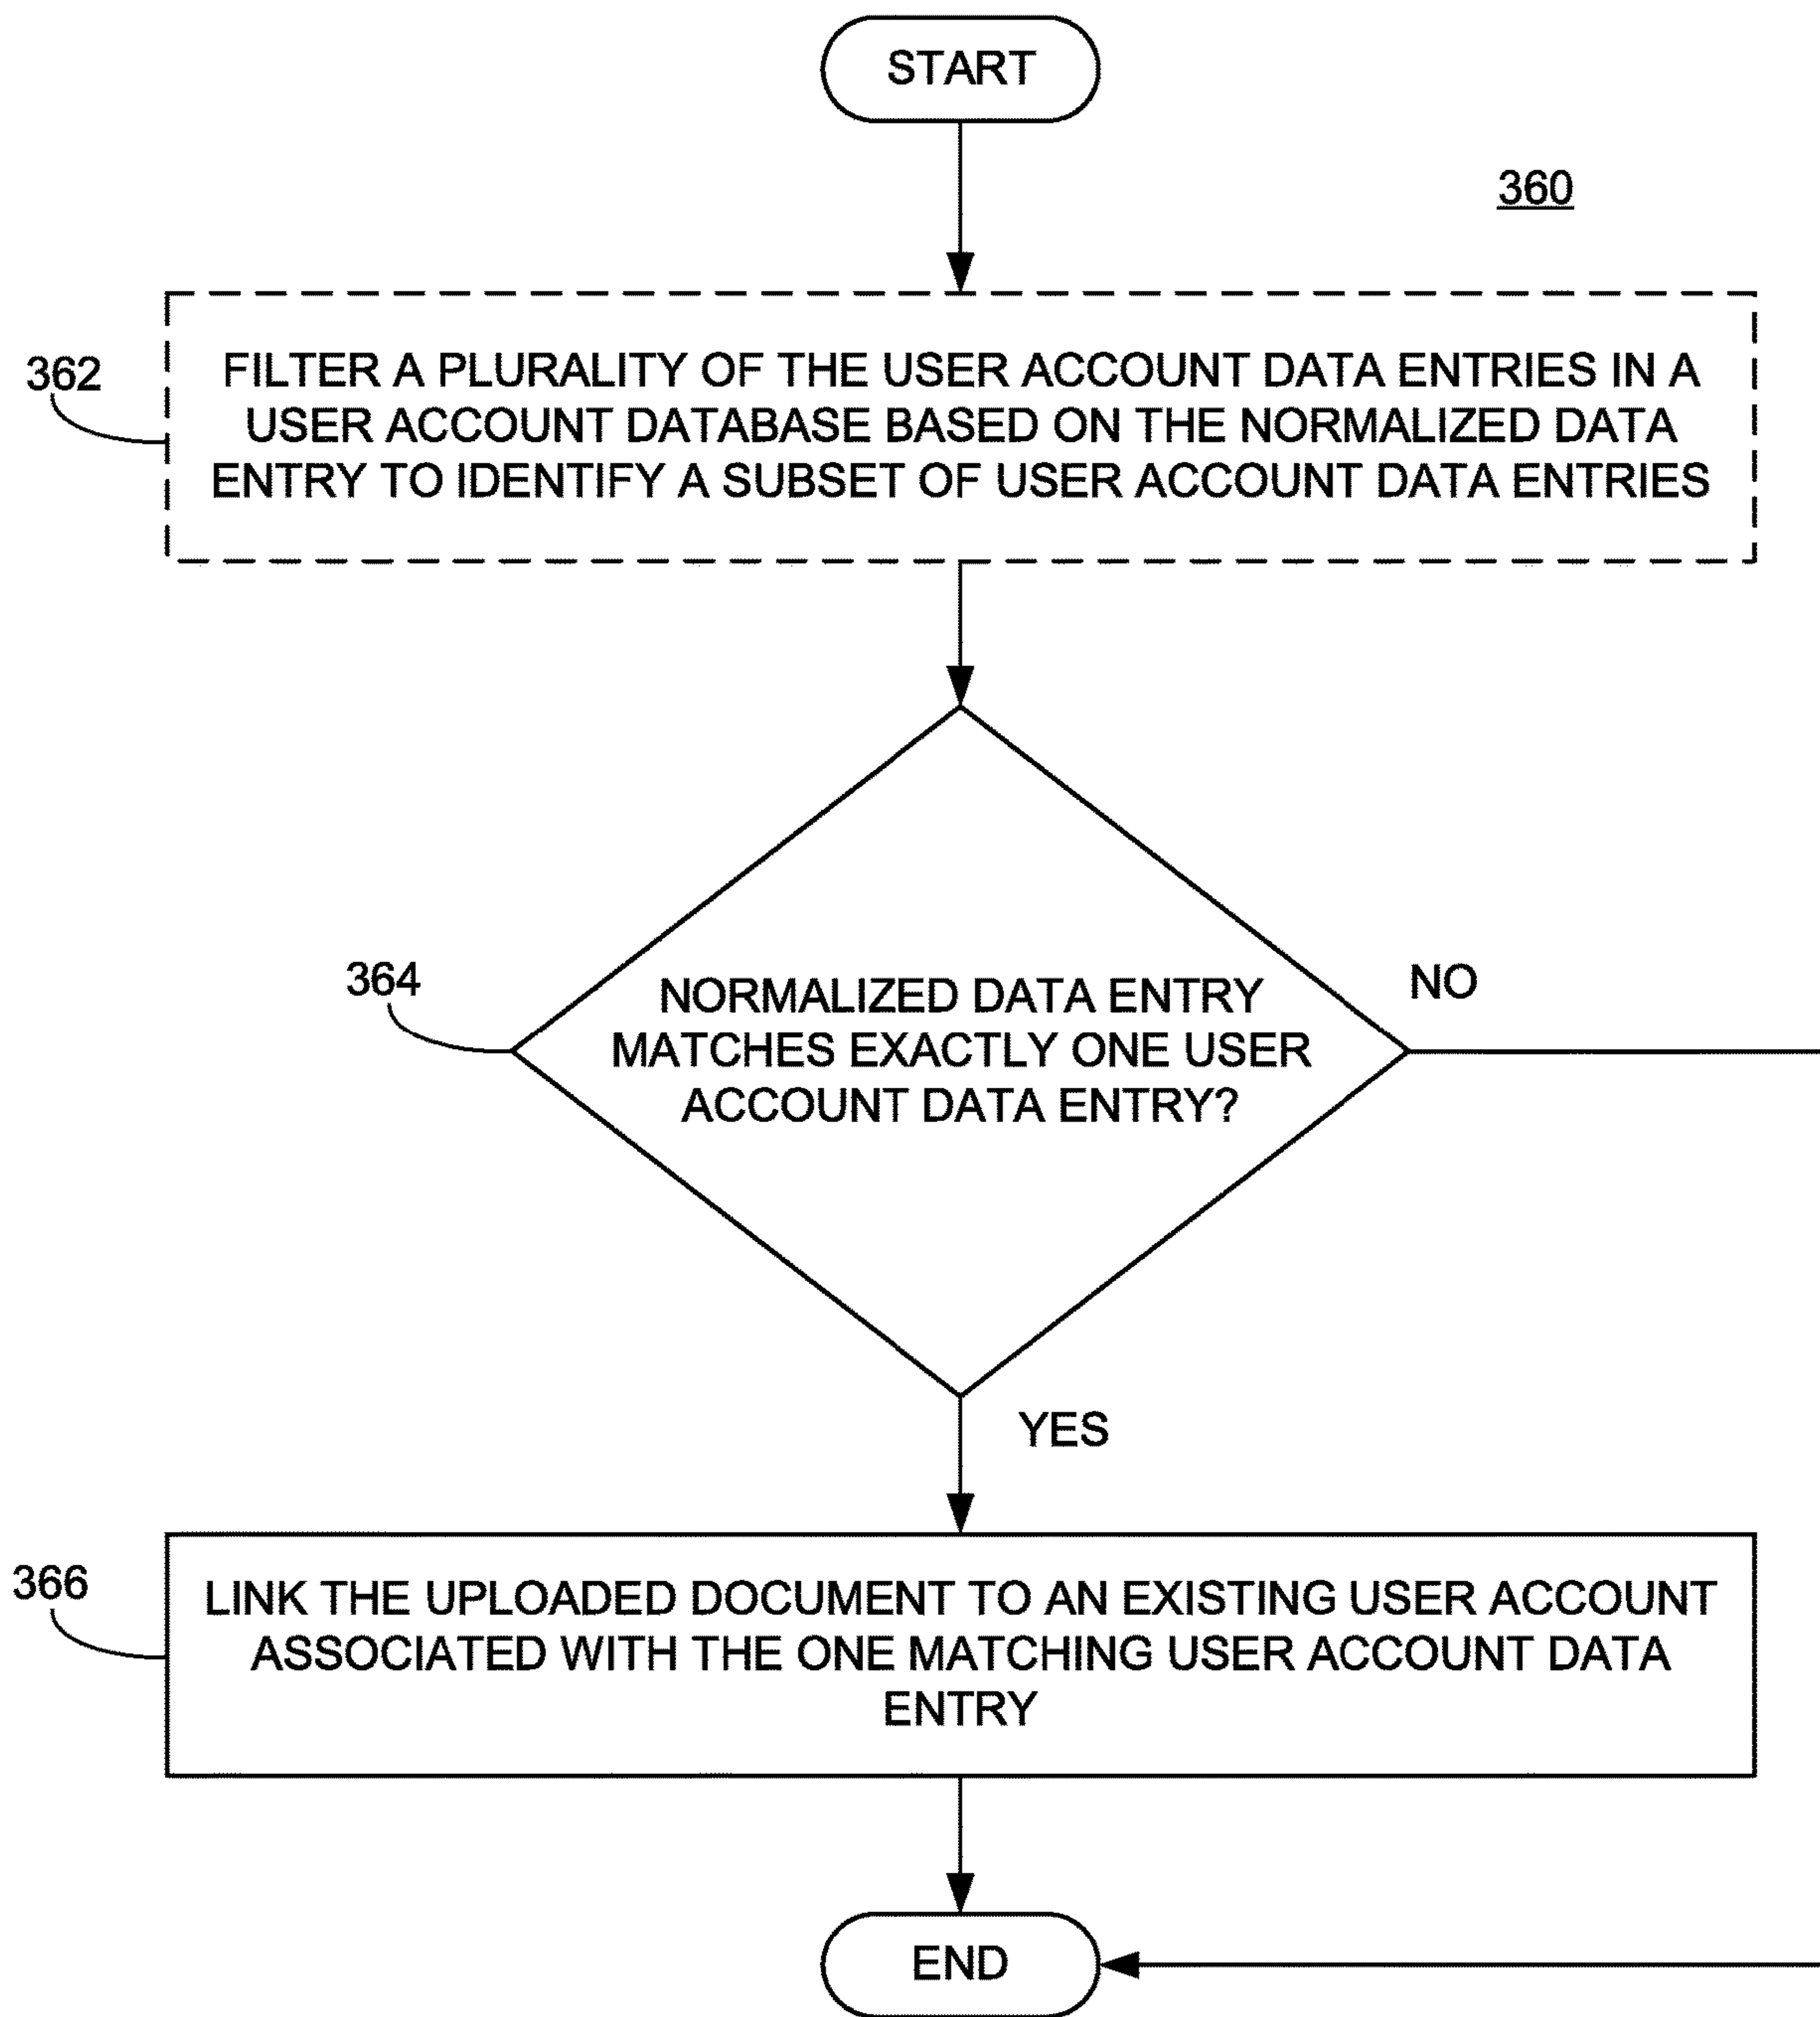 START
360
362
FILTER A PLURALITY OF THE USER ACCOUNT DATA ENTRIES IN A
USER ACCOUNT DATABASE BASED ON THE NORMALIZED DATA
ENTRY TO IDENTIFY A SUBSET OF USER ACCOUNT DATA ENTRIES
364
NORMALIZED DATA ENTRY
MATCHES EXACTLY ONE USER
ACCOUNT DATA ENTRY?
NO
YES
366
LINK THE UPLOADED DOCUMENT TO AN EXISTING USER ACCOUNT
ASSOCIATED WITH THE ONE MATCHING USER ACCOUNT DATA
ENTRY
END